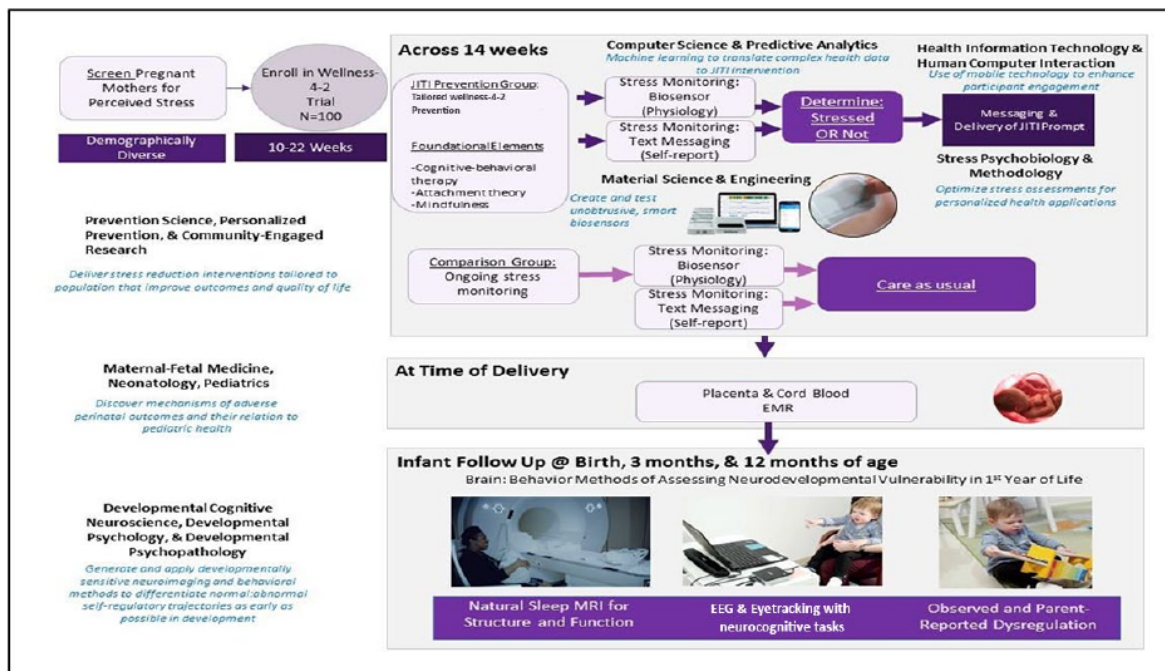 Screen Pregnant
Mothers for
Perceived Stress
Enroll in Wellness-
4-2
Trial
N=100
Demographically
Diverse
10-22 Weeks
Prevention Science, Personalized
Prevention, & Community-Engaged
Research
Deliver stress reduction interventions tailored to
population that improve outcomes and quality of life
Maternal-Fetal Medicine,
Neonatology, Pediatrics
Discover mechanisms of adverse
perinatal outcomes and their relation to
pediatric health
Developmental Cognitive
Neuroscience, Developmental
Psychology, & Developmental
Psychopathology
Generate and apply developmentally
sensitive neuroimaging and behavioral
methods to differentiate normal:abnormal
self-regulatory trajectories as early as
possible in development
Across 14 weeks
JITI Prevention Group:
Tailored wellness-4-2
Prevention
Foundational Elements
-Cognitive-behavioral
therapy
-Attachment theory
-Mindfulness
Computer Science & Predictive Analytics
Machine learning to translate complex health data
to JITI intervention
Stress Monitoring:
Biosensor
(Physiology)
Stress Monitoring:
Text Messaging
(Self-report)
Determine:
Stressed
OR Not
Health Information Technology &
Human Computer Interaction
Use of mobile technology to enhance
participant engagement
Messaging &
Delivery of JITI Prompt
Stress Psychobiology &
Methodology
Optimize stress assessments for
personalized health applications
Material Science & Engineering
Create and test
unobtrusive, smart
biosensors
Comparison Group:
Ongoing stress
monitoring
Stress Monitoring:
Biosensor
(Physiology)
Stress Monitoring:
Text Messaging
(Self-report)
Care as usual
At Time of Delivery
Placenta & Cord Blood
EMR
Infant Follow Up @ Birth, 3 months, & 12 months of age
Brain: Behavior Methods of Assessing Neurodevelopmental Vulnerability in 1st Year of Life
Natural Sleep MRI for
Structure and Function
EEG & Eyetracking with
neurocognitive tasks
Observed and Parent-
Reported Dysregulation